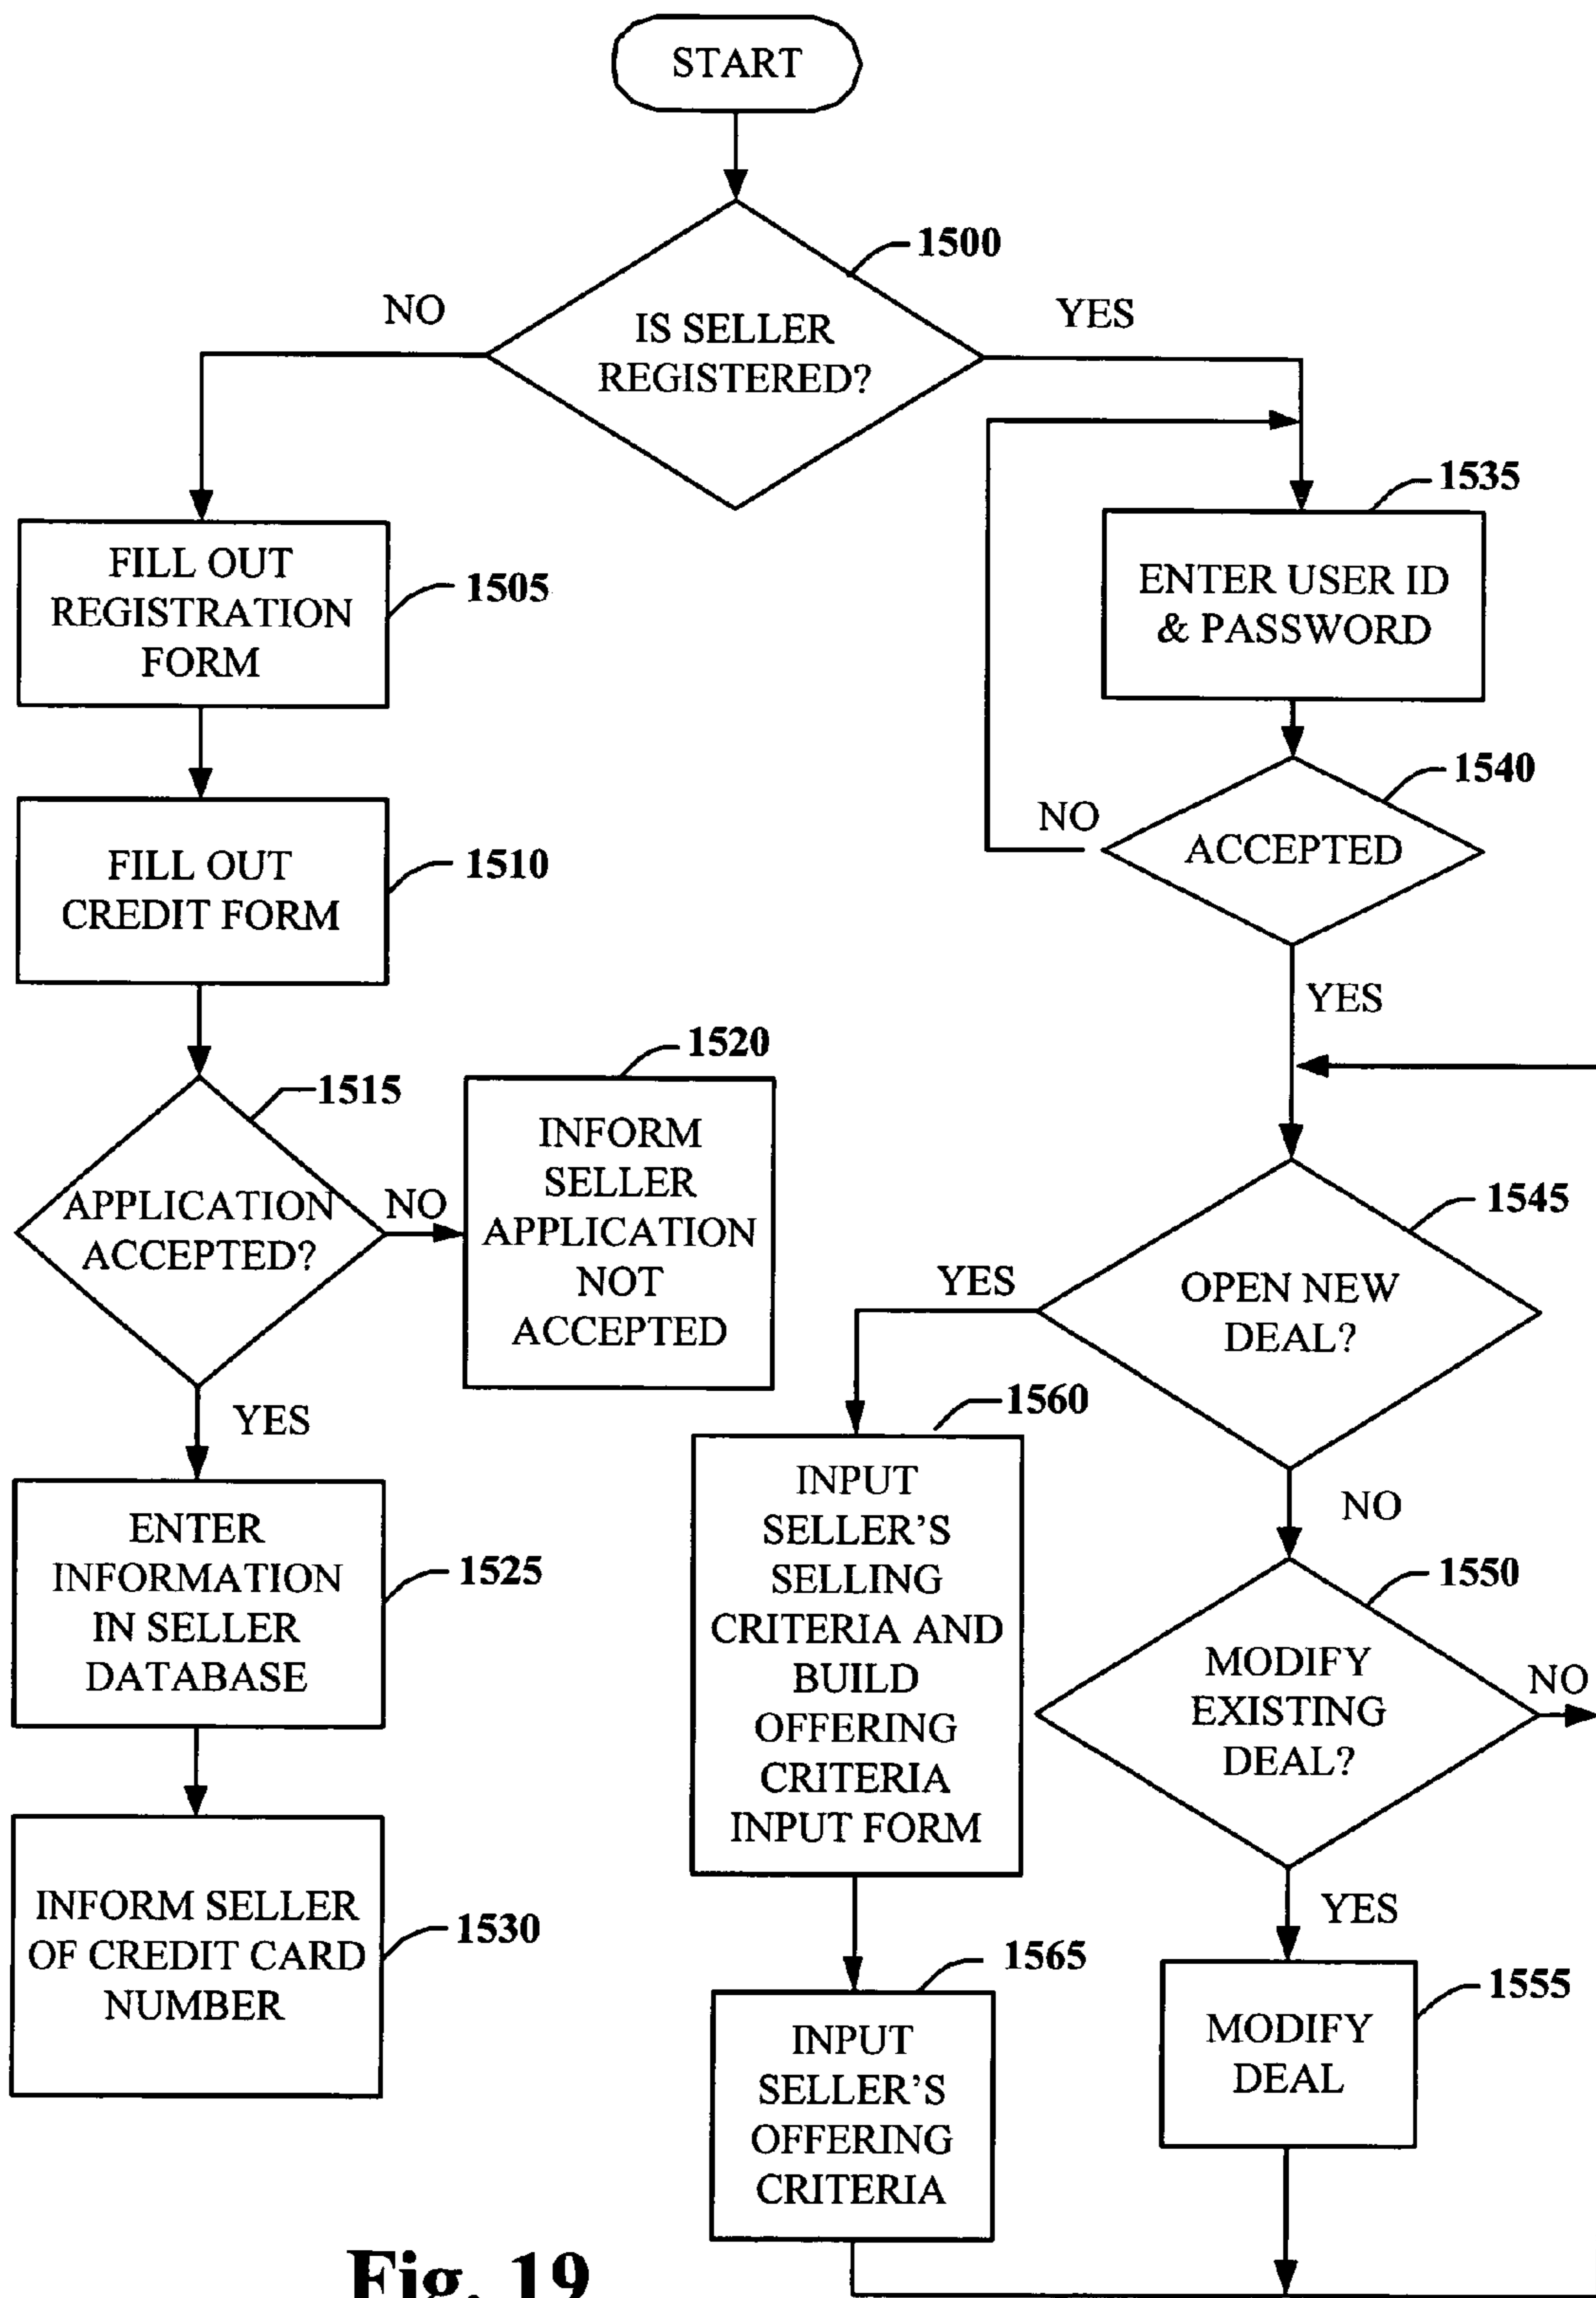 START
1500
NO
YES
IS SELLER
REGISTERED?
1535
FILL OUT
REGISTRATION
FORM
1505
ENTER USER ID
& PASSWORD
1540
NO
ACCEPTED
FILL OUT
CREDIT FORM
1510
YES
1520
1515
INFORM
SELLER
APPLICATION
NOT
ACCEPTED
APPLICATION
ACCEPTED?
NO
1545
YES
OPEN NEW
DEAL?
1560
YES
NO
ENTER
INFORMATION
IN SELLER
DATABASE
1525
INPUT
SELLER'S
SELLING
CRITERIA AND
BUILD
OFFERING
CRITERIA
INPUT FORM
1550
MODIFY
EXISTING
DEAL?
NO
INFORM SELLER
OF CREDIT CARD
NUMBER
1530
YES
1565
1555
INPUT
SELLER'S
OFFERING
CRITERIA
MODIFY
DEAL
Fig. 19